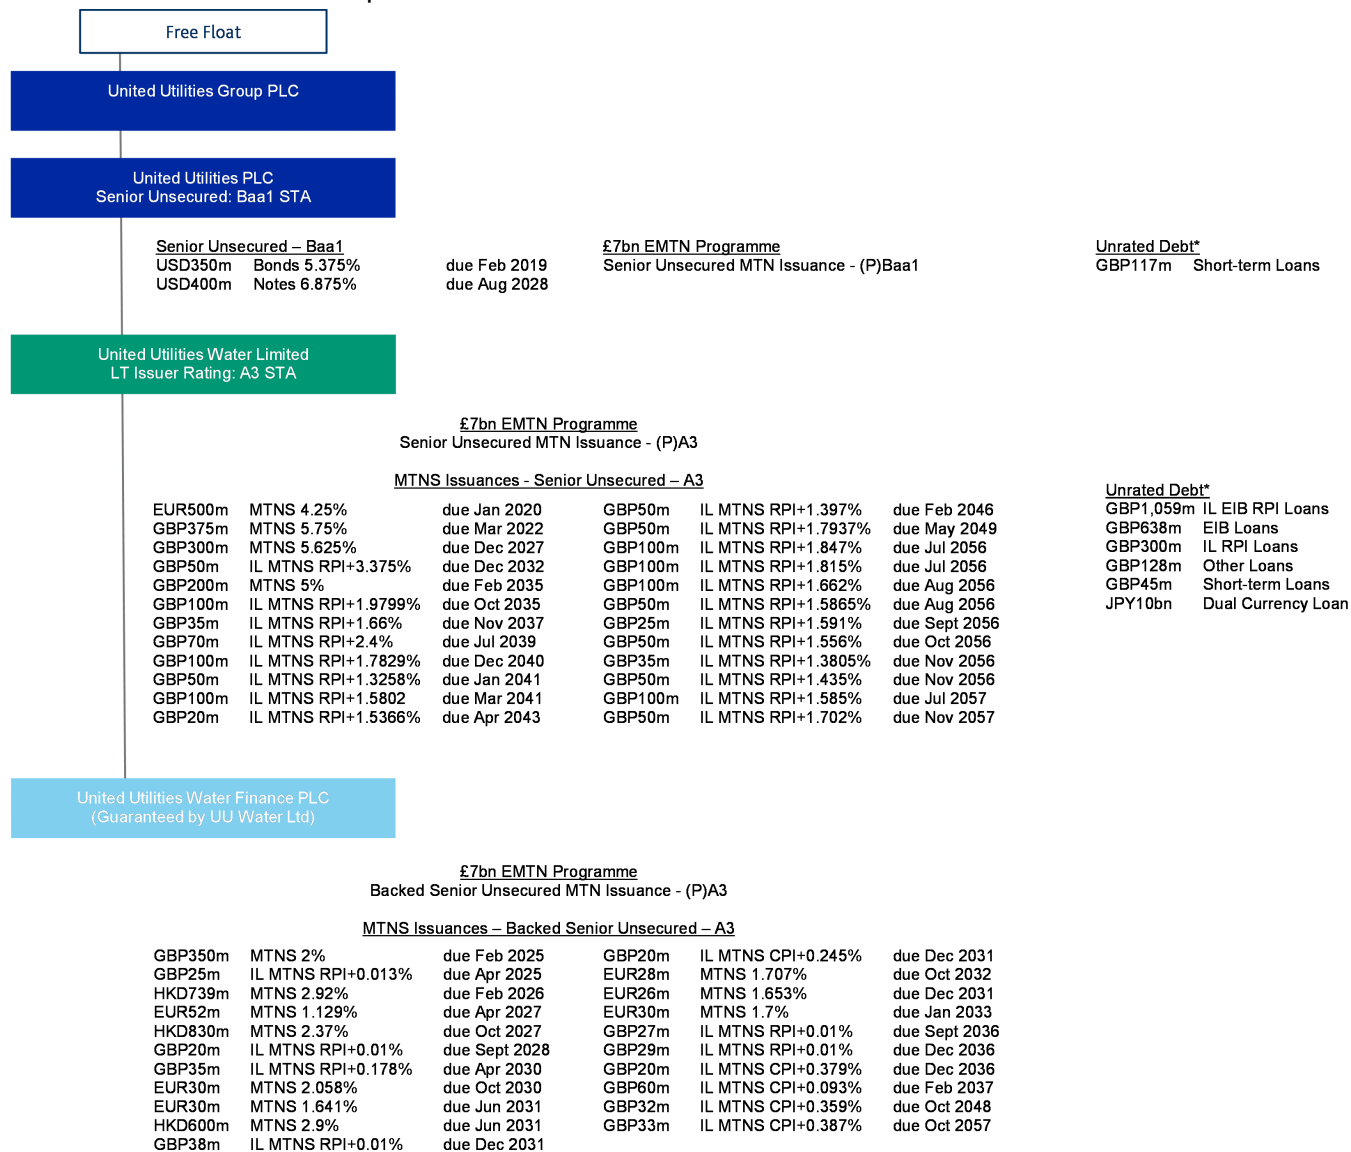 Free Float
United Utilities Group PLC
United Utilities PLC
Senior Unsecured: Baa1 STA
Senior Unsecured – Baa1
USD350m Bonds 5.375% due Feb 2019
USD400m Notes 6.875% due Aug 2028
£7bn EMTN Programme
Senior Unsecured MTN Issuance - (P)Baa1
Unrated Debt*
GBP117m Short-term Loans
United Utilities Water Limited
LT Issuer Rating: A3 STA
£7bn EMTN Programme
Senior Unsecured MTN Issuance - (P)A3
MTNS Issuances - Senior Unsecured – A3
EUR500m MTNS 4.25% due Jan 2020
GBP375m MTNS 5.75% due Mar 2022
GBP300m MTNS 5.625% due Dec 2027
GBP50m IL MTNS RPI+3.375% due Dec 2032
GBP200m MTNS 5% due Feb 2035
GBP100m IL MTNS RPI+1.9799% due Oct 2035
GBP35m IL MTNS RPI+1.66% due Nov 2037
GBP70m IL MTNS RPI+2.4% due Jul 2039
GBP100m IL MTNS RPI+1.7829% due Dec 2040
GBP50m IL MTNS RPI+1.3258% due Jan 2041
GBP100m IL MTNS RPI+1.5802 due Mar 2041
GBP20m IL MTNS RPI+1.5366% due Apr 2043
GBP50m IL MTNS RPI+1.397% due Feb 2046
GBP50m IL MTNS RPI+1.7937% due May 2049
GBP100m IL MTNS RPI+1.847% due Jul 2056
GBP100m IL MTNS RPI+1.815% due Jul 2056
GBP100m IL MTNS RPI+1.662% due Aug 2056
GBP50m IL MTNS RPI+1.5865% due Aug 2056
GBP25m IL MTNS RPI+1.591% due Sept 2056
GBP50m IL MTNS RPI+1.556% due Oct 2056
GBP35m IL MTNS RPI+1.3805% due Nov 2056
GBP50m IL MTNS RPI+1.435% due Nov 2056
GBP100m IL MTNS RPI+1.585% due Jul 2057
GBP50m IL MTNS RPI+1.702% due Nov 2057
Unrated Debt*
GBP1,059m IL EIB RPI Loans
GBP638m EIB Loans
GBP300m IL RPI Loans
GBP128m Other Loans
GBP45m Short-term Loans
JPY10bn Dual Currency Loan
United Utilities Water Finance PLC
(Guaranteed by UU Water Ltd)
£7bn EMTN Programme
Backed Senior Unsecured MTN Issuance - (P)A3
MTNS Issuances – Backed Senior Unsecured – A3
GBP350m MTNS 2% due Feb 2025
GBP25m IL MTNS RPI+0.013% due Apr 2025
HKD739m MTNS 2.92% due Feb 2026
EUR52m MTNS 1.129% due Apr 2027
HKD830m MTNS 2.37% due Oct 2027
GBP20m IL MTNS RPI+0.01% due Sept 2028
GBP35m IL MTNS RPI+0.178% due Apr 2030
EUR30m MTNS 2.058% due Oct 2030
EUR30m MTNS 1.641% due Jun 2031
HKD600m MTNS 2.9% due Jun 2031
GBP38m IL MTNS RPI+0.01% due Dec 2031
GBP20m IL MTNS CPI+0.245% due Dec 2031
EUR28m MTNS 1.707% due Oct 2032
EUR26m MTNS 1.653% due Dec 2031
EUR30m MTNS 1.7% due Jan 2033
GBP27m IL MTNS RPI+0.01% due Sept 2036
GBP29m IL MTNS RPI+0.01% due Dec 2036
GBP20m IL MTNS CPI+0.379% due Dec 2036
GBP60m IL MTNS CPI+0.093% due Feb 2037
GBP32m IL MTNS CPI+0.359% due Oct 2048
GBP33m IL MTNS CPI+0.387% due Oct 2057